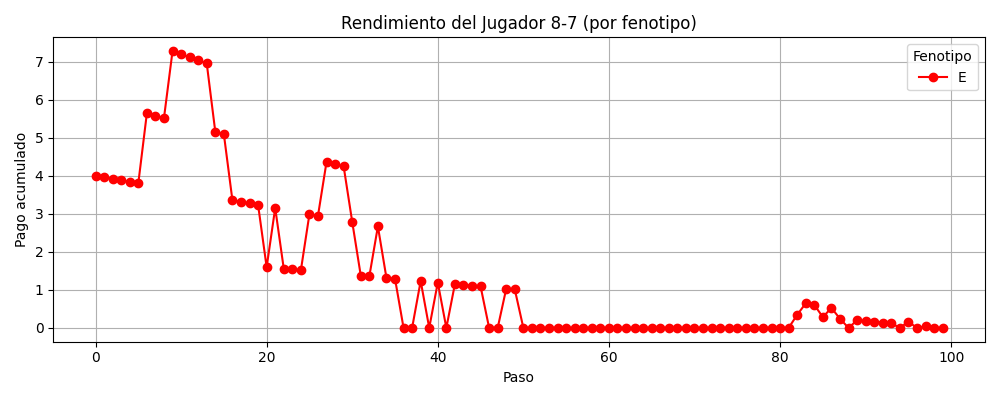 Rendimiento del Jugador 8-7 (por fenotipo)
Fenotipo
E
Pago acumulado
7
6
5
4
3
2
1
0
0 20 40 60 80 100
Paso